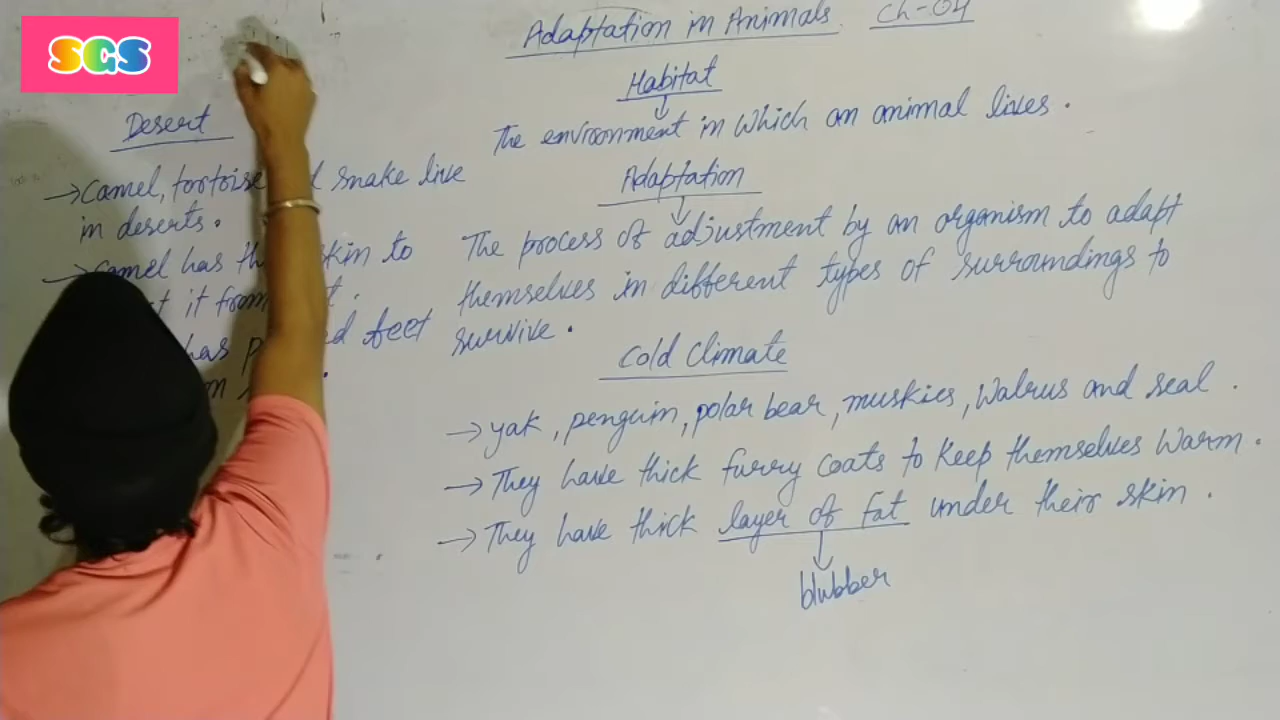 SGS
Adaptation in Animals. Ch-04
Habitat
The environment in which an animal lives.
Adaptation
The process of adjustment by an organism to adapt
themselves in different types of surroundings to
survive.
Cold Climate
→ yak, penguin, polar bear, muskies, Walrus and seal.
→ They have thick furry coats to keep themselves warm.
→ They have thick layer of fat under their skin.
blubber
Desert
→ Camel, tortoise snake live
in deserts.
→ Camel has skin to
it from
has feet